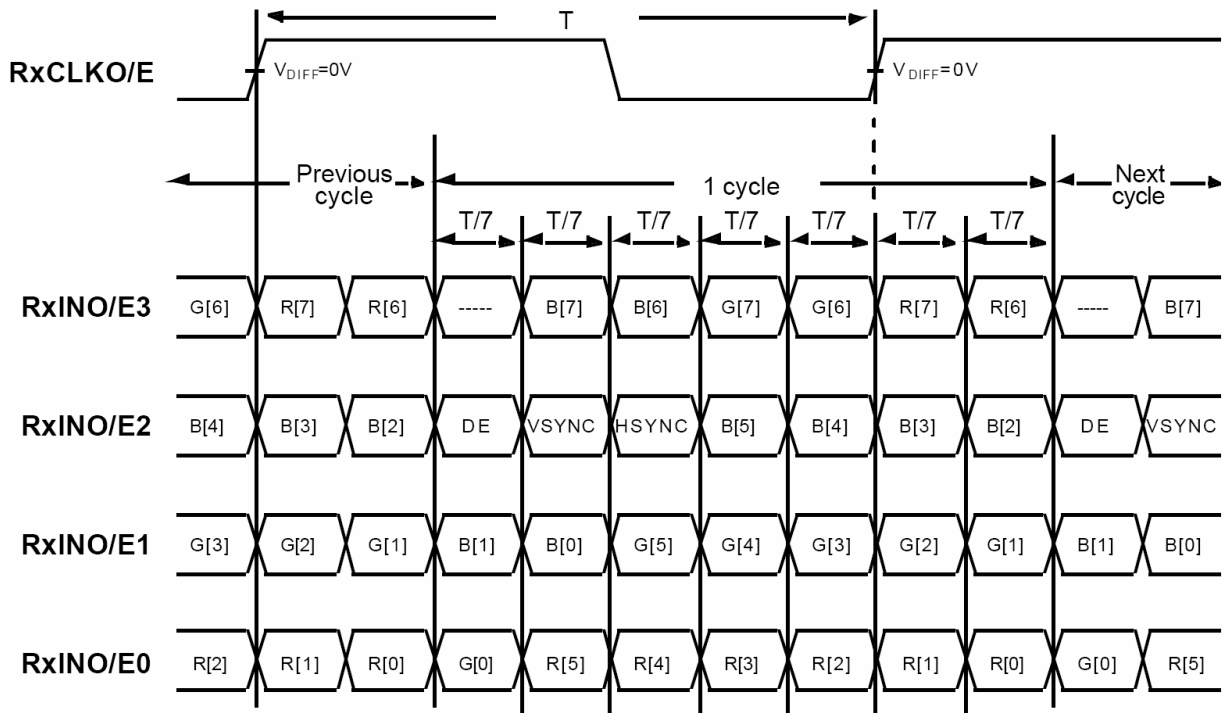 T
RxCLKO/E
VDIFF=0V VDIFF=0V
Previous cycle
1 cycle
Next cycle
T/7 T/7 T/7 T/7 T/7 T/7 T/7
RxINO/E3 G[6] R[7] R[6] ----- B[7] B[6] G[7] G[6] R[7] R[6] ----- B[7]
RxINO/E2 B[4] B[3] B[2] DE VSYNC HSYNC B[5] B[4] B[3] B[2] DE VSYNC
RxINO/E1 G[3] G[2] G[1] B[1] B[0] G[5] G[4] G[3] G[2] G[1] B[1] B[0]
RxINO/E0 R[2] R[1] R[0] G[0] R[5] R[4] R[3] R[2] R[1] R[0] G[0] R[5]